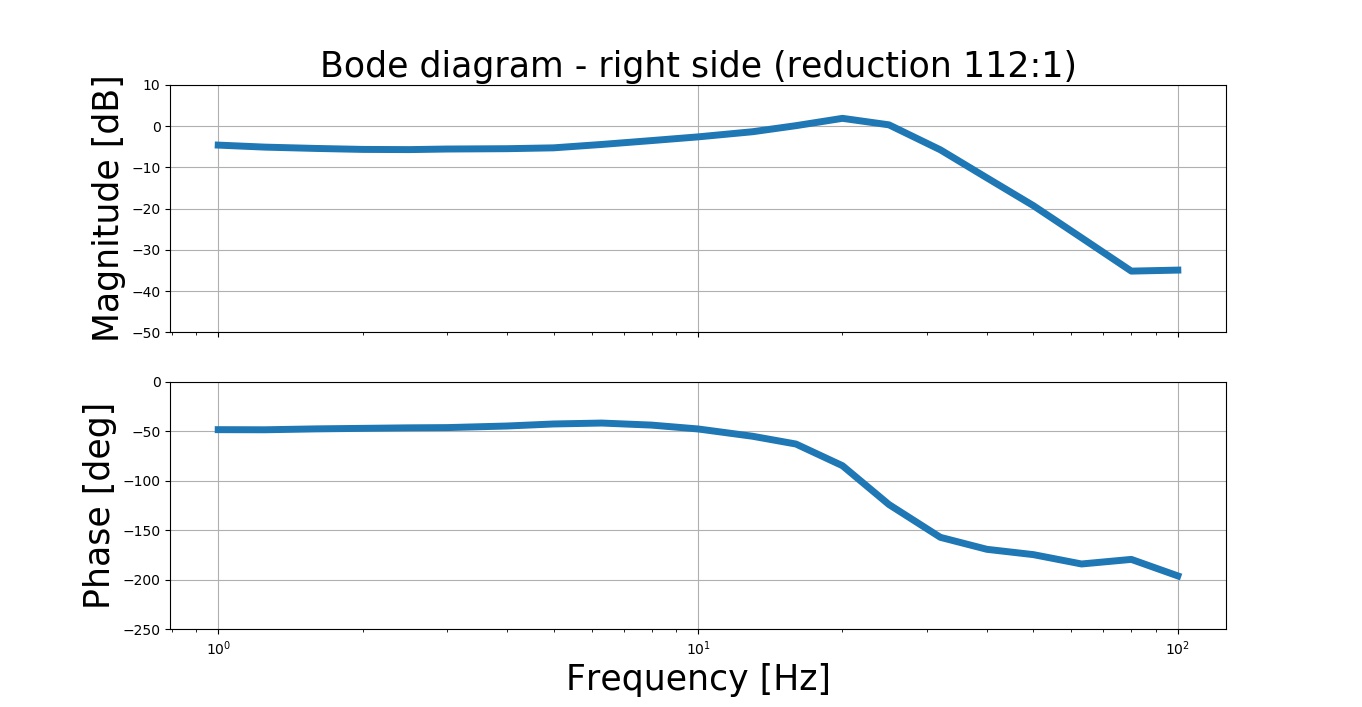 Bode diagram - right side (reduction 112:1)
Magnitude [dB]
10
0
−10
−20
−30
−40
−50
Phase [deg]
0
−50
−100
−150
−200
−250
10⁰ 10¹ 10²
Frequency [Hz]